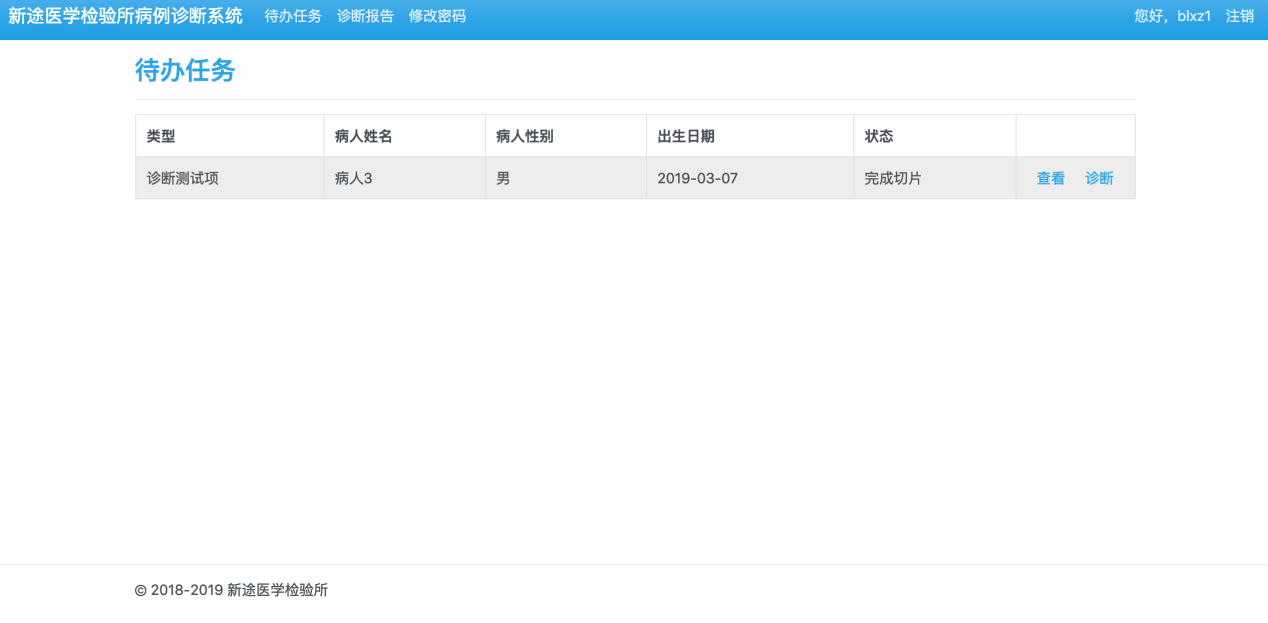 新途医学检验所病例诊断系统 待办任务 诊断报告 修改密码 您好，blxz1 注销
待办任务
类型 病人姓名 病人性别 出生日期 状态
诊断测试项 病人3 男 2019-03-07 完成切片 查看 诊断
© 2018-2019 新途医学检验所